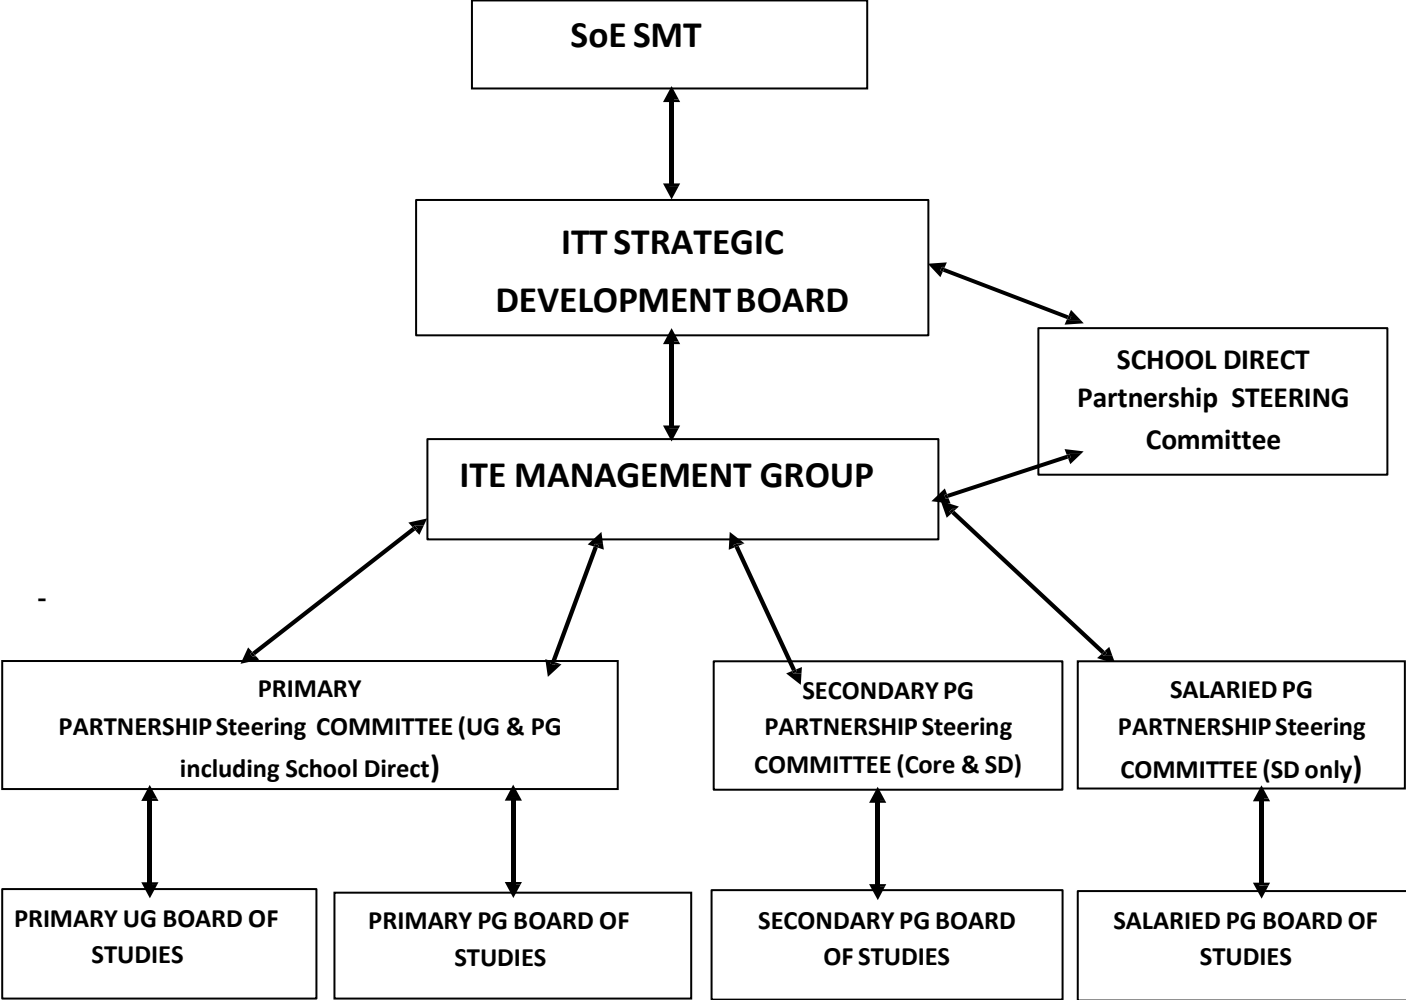 SoE SMT
ITT STRATEGIC
DEVELOPMENT BOARD
SCHOOL DIRECT
Partnership STEERING
Committee
ITE MANAGEMENT GROUP
-
PRIMARY
PARTNERSHIP Steering COMMITTEE (UG & PG
including School Direct)
SECONDARY PG
PARTNERSHIP Steering
COMMITTEE (Core & SD)
SALARIED PG
PARTNERSHIP Steering
COMMITTEE (SD only)
PRIMARY UG BOARD OF
STUDIES
PRIMARY PG BOARD OF
STUDIES
SECONDARY PG BOARD
OF STUDIES
SALARIED PG BOARD OF
STUDIES